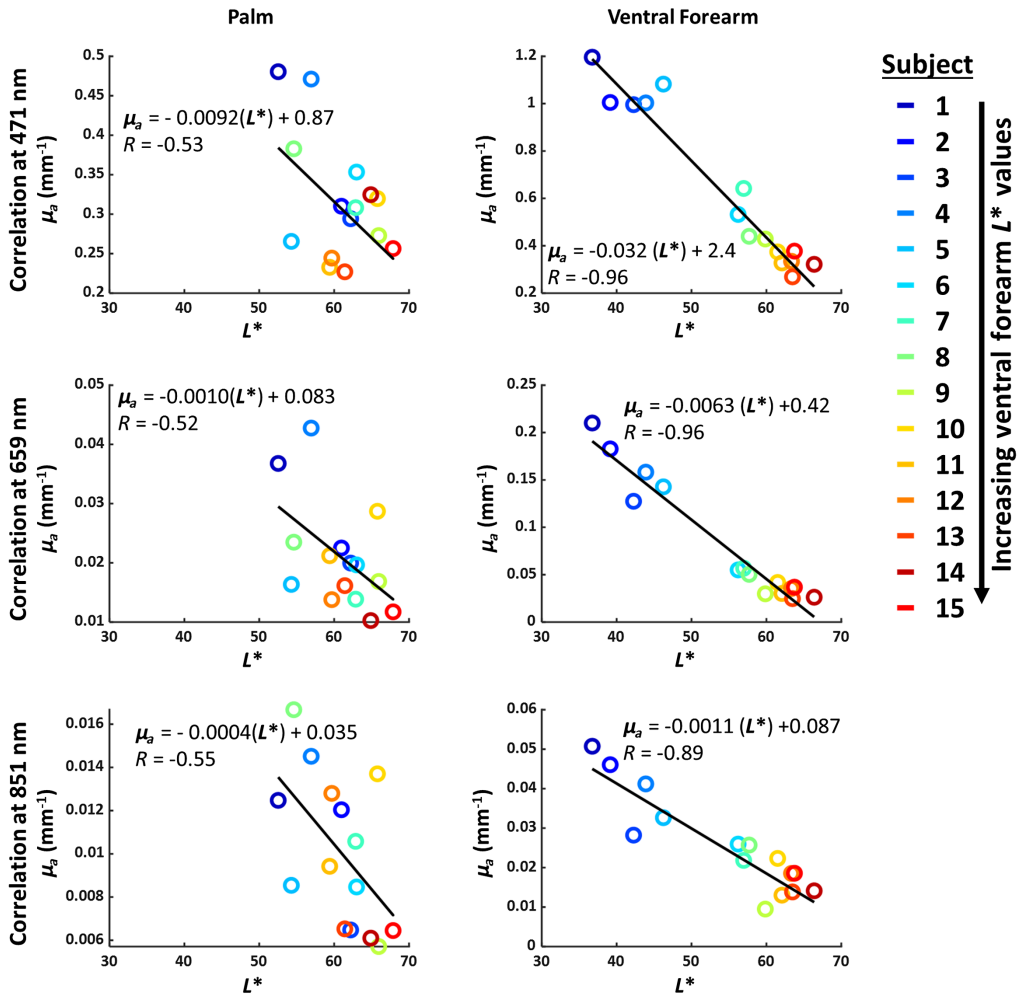 Palm
Ventral Forearm
Correlation at 471 nm
μa (mm-1)
0.5
0.45
0.4
0.35
0.3
0.25
0.2
μa = - 0.0092(L*) + 0.87
R = -0.53
30 40 50 60 70
L*
μa (mm-1)
1.2
1
0.8
0.6
0.4
0.2
μa = -0.032 (L*) + 2.4
R = -0.96
30 40 50 60 70
L*
Correlation at 659 nm
μa (mm-1)
0.05
0.04
0.03
0.02
0.01
μa = -0.0010(L*) + 0.083
R = -0.52
30 40 50 60 70
L*
μa (mm-1)
0.25
0.2
0.15
0.1
0.05
0
μa = -0.0063 (L*) +0.42
R = -0.96
30 40 50 60 70
L*
Correlation at 851 nm
μa (mm-1)
0.016
0.014
0.012
0.01
0.008
0.006
μa = - 0.0004(L*) + 0.035
R = -0.55
30 40 50 60 70
L*
μa (mm-1)
0.06
0.05
0.04
0.03
0.02
0.01
0
μa = -0.0011 (L*) +0.087
R = -0.89
30 40 50 60 70
L*
Subject
1
2
3
4
5
6
7
8
9
10
11
12
13
14
15
Increasing ventral forearm L* values